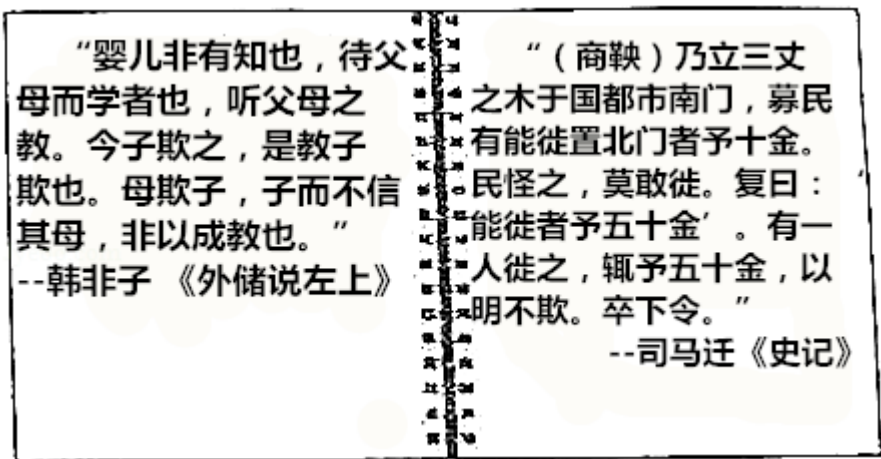 “婴儿非有知也，待父
母而学者也，听父母之
教。今子欺之，是教子
欺也。母欺子，子而不信
其母，非以成教也。”
--韩非子 《外储说左上》
“（商鞅）乃立三丈
之木于国都市南门，募民
有能徙置北门者予十金。
民怪之，莫敢徙。复曰：‘
能徙者予五十金’。有一
人徙之，辄予五十金，以
明不欺。卒下令。”
--司马迁《史记》